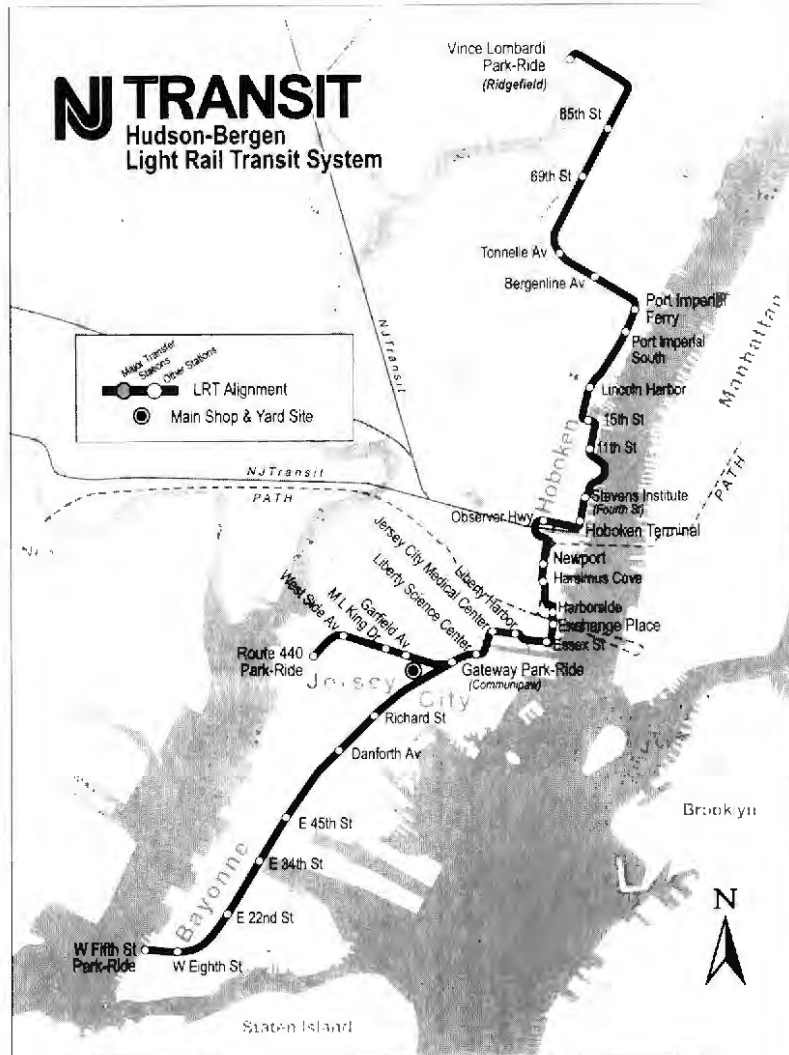 NJ TRANSIT
Hudson-Bergen
Light Rail Transit System
Vince Lombardi
Park-Ride
(Ridgefield)
85th St
69th St
Tonnelle Av
Bergenline Av
Port Imperial
Ferry
Port Imperial
South
Lincoln Harbor
15th St
11th St
Stevens Institute
(Fourth St)
Observer Hwy
Hoboken Terminal
Hoboken
Manhattan
PATH
NJTransit
Major Transfer
Stations
Other Stations
LRT Alignment
Main Shop & Yard Site
NJTransit
PATH
Newport
Harsimus Cove
Harborside
Exchange Place
Essex St
Liberty Harbor
Jersey City Medical Center
Liberty Science Center
Garfield Av
M L King Dr
West Side Av
Route 440
Park-Ride
Gateway Park-Ride
(Communipaw)
Jersey City
Richard St
Danforth Av
E 45th St
E 34th St
E 22nd St
Bayonne
W Fifth St
Park-Ride
W Eighth St
Brooklyn
N
Staten Island